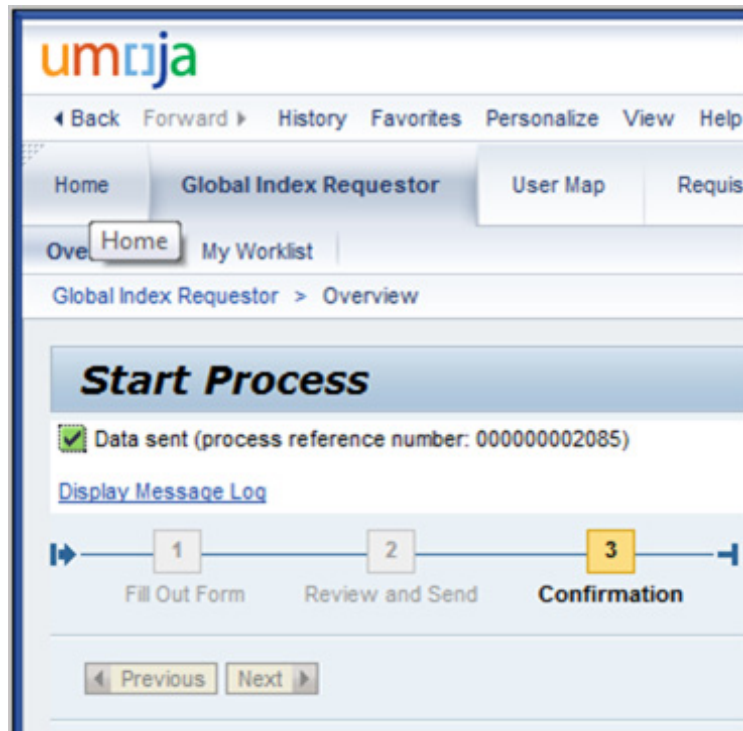 umoja
Back Forward History Favorites Personalize View Help
Home Global Index Requestor User Map
Home My Worklist
Global Index Requestor > Overview
Start Process
Data sent (process reference number: 000000002085)
Display Message Log
1 2 3
Fill Out Form Review and Send Confirmation
Previous Next